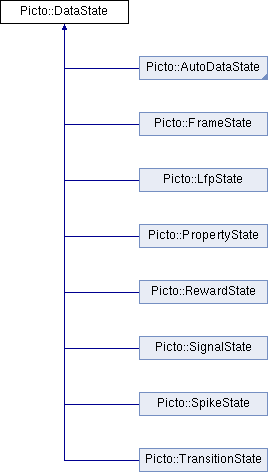 Picto::DataState
Picto::AutoDataState
Picto::FrameState
Picto::LfpState
Picto::PropertyState
Picto::RewardState
Picto::SignalState
Picto::SpikeState
Picto::TransitionState